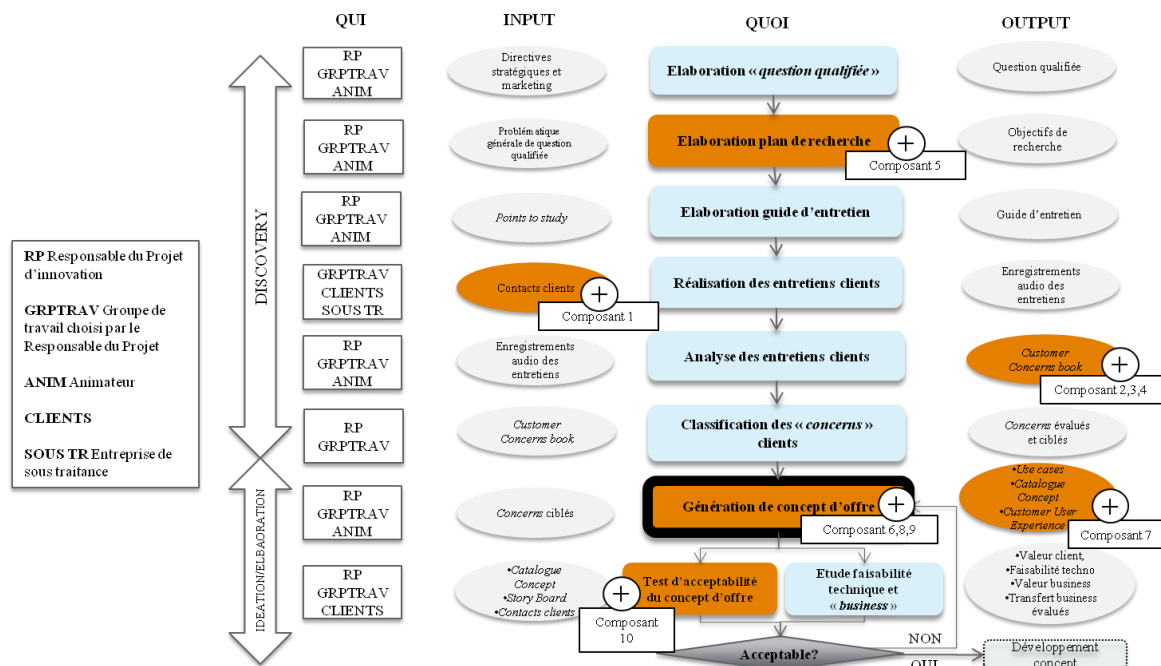 QUI
INPUT
QUOI
OUTPUT
RP
GRPTRAV
ANIM
Directives
stratégiques et
marketing
Elaboration « question qualifiée »
Question qualifiée
RP
GRPTRAV
ANIM
Problématique
générale de question
qualifiée
Elaboration plan de recherche
+
Composant 5
Objectifs de
recherche
RP
GRPTRAV
ANIM
Points to study
Elaboration guide d'entretien
Guide d'entretien
DISCOVERY
RP Responsable du Projet
d'innovation
GRPTRAV Groupe de
travail choisi par le
Responsable du Projet
ANIM Animateur
CLIENTS
SOUS TR Entreprise de
sous traitance
GRPTRAV
CLIENTS
SOUS TR
Contacts clients
+
Composant 1
Réalisation des entretiens clients
Enregistrements
audio des
entretiens
RP
GRPTRAV
ANIM
Enregistrements
audio des
entretiens
Analyse des entretiens clients
Customer
Concerns book
+
Composant 2,3,4
RP
GRPTRAV
Customer
Concerns book
Classification des « concerns »
clients
Concerns évalués
et ciblés
IDEATION/ELBAORATION
RP
GRPTRAV
ANIM
Concerns ciblés
Génération de concept d'offre
+
Composant 6,8,9
•Use cases
•Catalogue
Concept
•Customer User
Experience
+
Composant 7
RP
GRPTRAV
CLIENTS
•Catalogue
Concept
•Story Board
•Contacts clients
+
Composant
10
Test d'acceptabilité
du concept d'offre
Etude faisabilité
technique et
« business »
•Valeur client,
•Faisabilité techno
•Valeur business
•Transfert business
évalués
Acceptable?
NON
OUI
Développement
concept